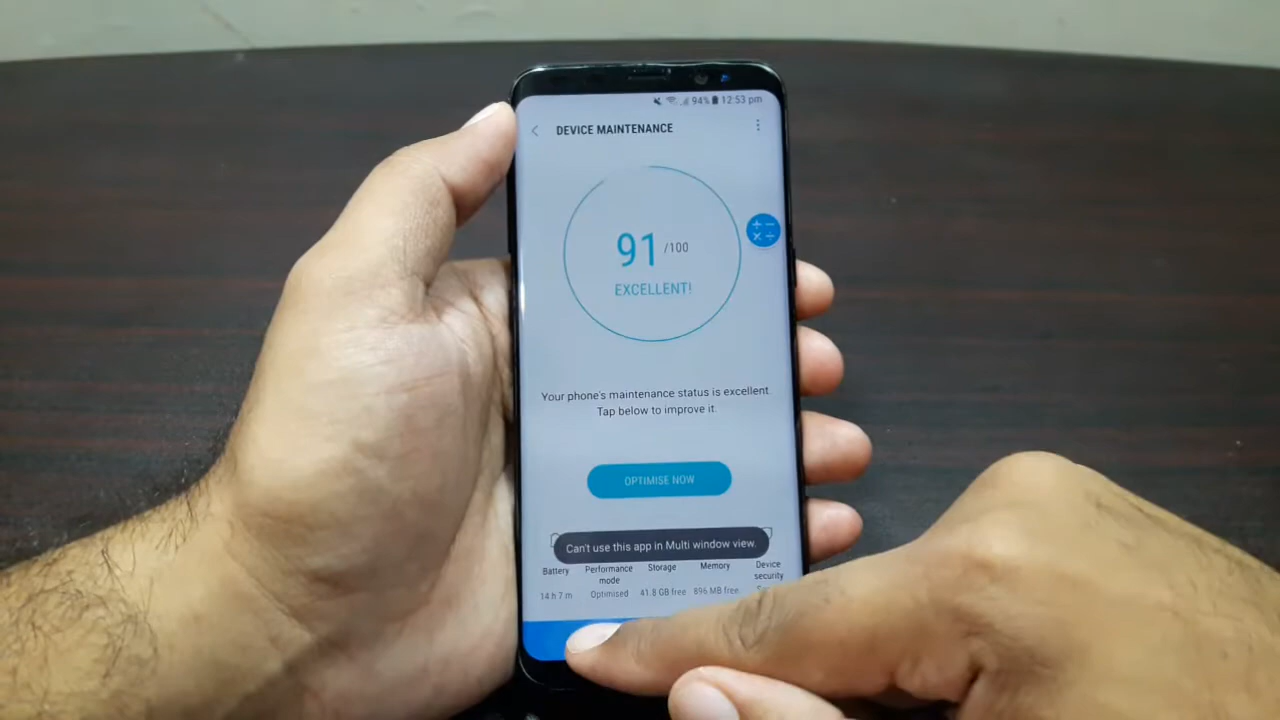 94% 12:53 pm
DEVICE MAINTENANCE
91 /100
EXCELLENT!
Your phone's maintenance status is excellent.
Tap below to improve it.
OPTIMISE NOW
Can't use this app in Multi window view.
Battery
14 h 7 m
Performance
mode
Optimised
Storage
41.8 GB free
Memory
896 MB free
Device
security